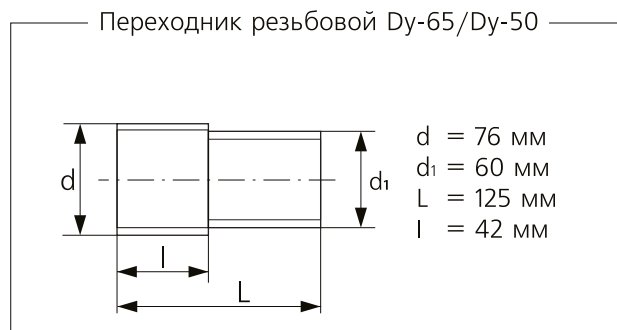 Переходник резьбовой Dy-65/Dy-50
d
d₁
l
L
d = 76 мм
d₁ = 60 мм
L = 125 мм
l = 42 мм